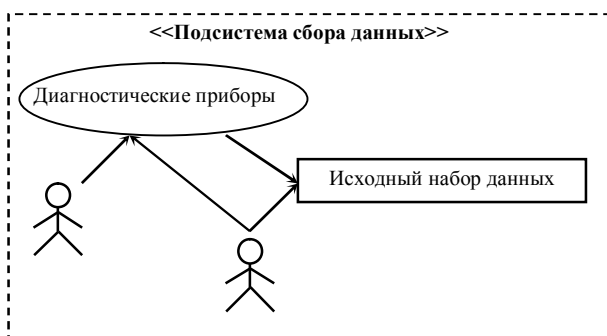 <<Подсистема сбора данных>>
Диагностические приборы
Исходный набор данных